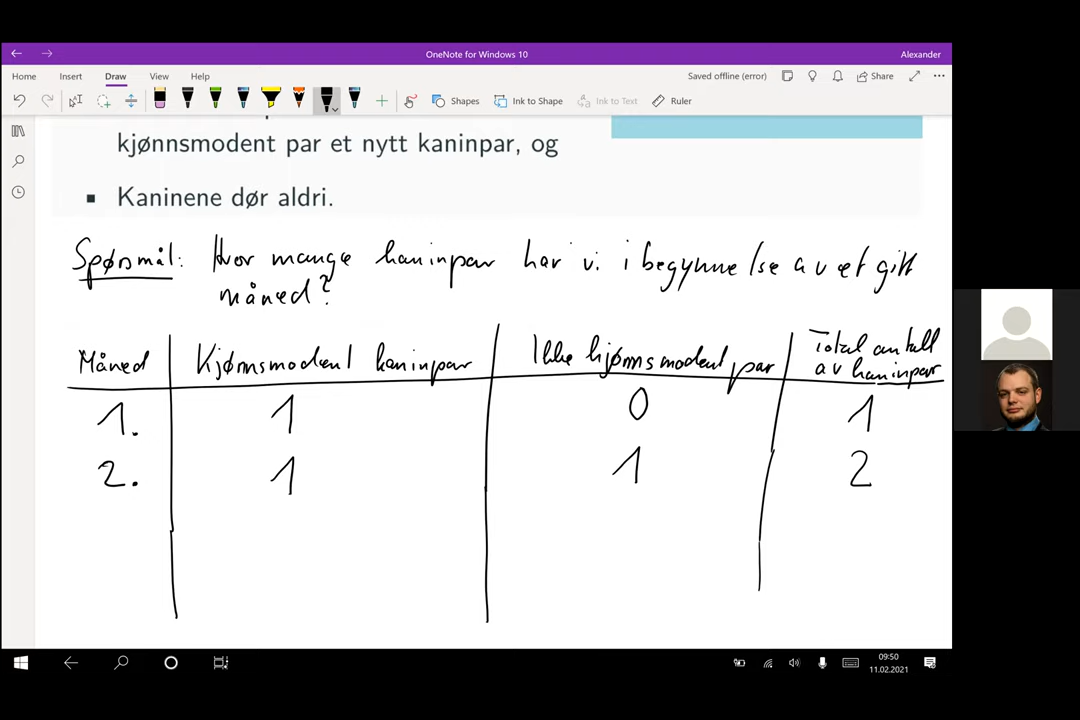 OneNote for Windows 10
Alexander
Home Insert Draw View Help
Saved offline (error)
Share
Shapes
Ink to Shape
Ink to Text
Ruler
kjønnsmodent par et nytt kaninpar, og
▪ Kaninene dør aldri.
Spørsmål: Hvor mange kaninpar har vi i begynnelse av et gitt
måned?
Måned Kjønnsmodent kaninpar Ikke kjønnsmodent par Total antall
av kaninpar
1. 1 0 1
2. 1 1 2
09:50
11.02.2021